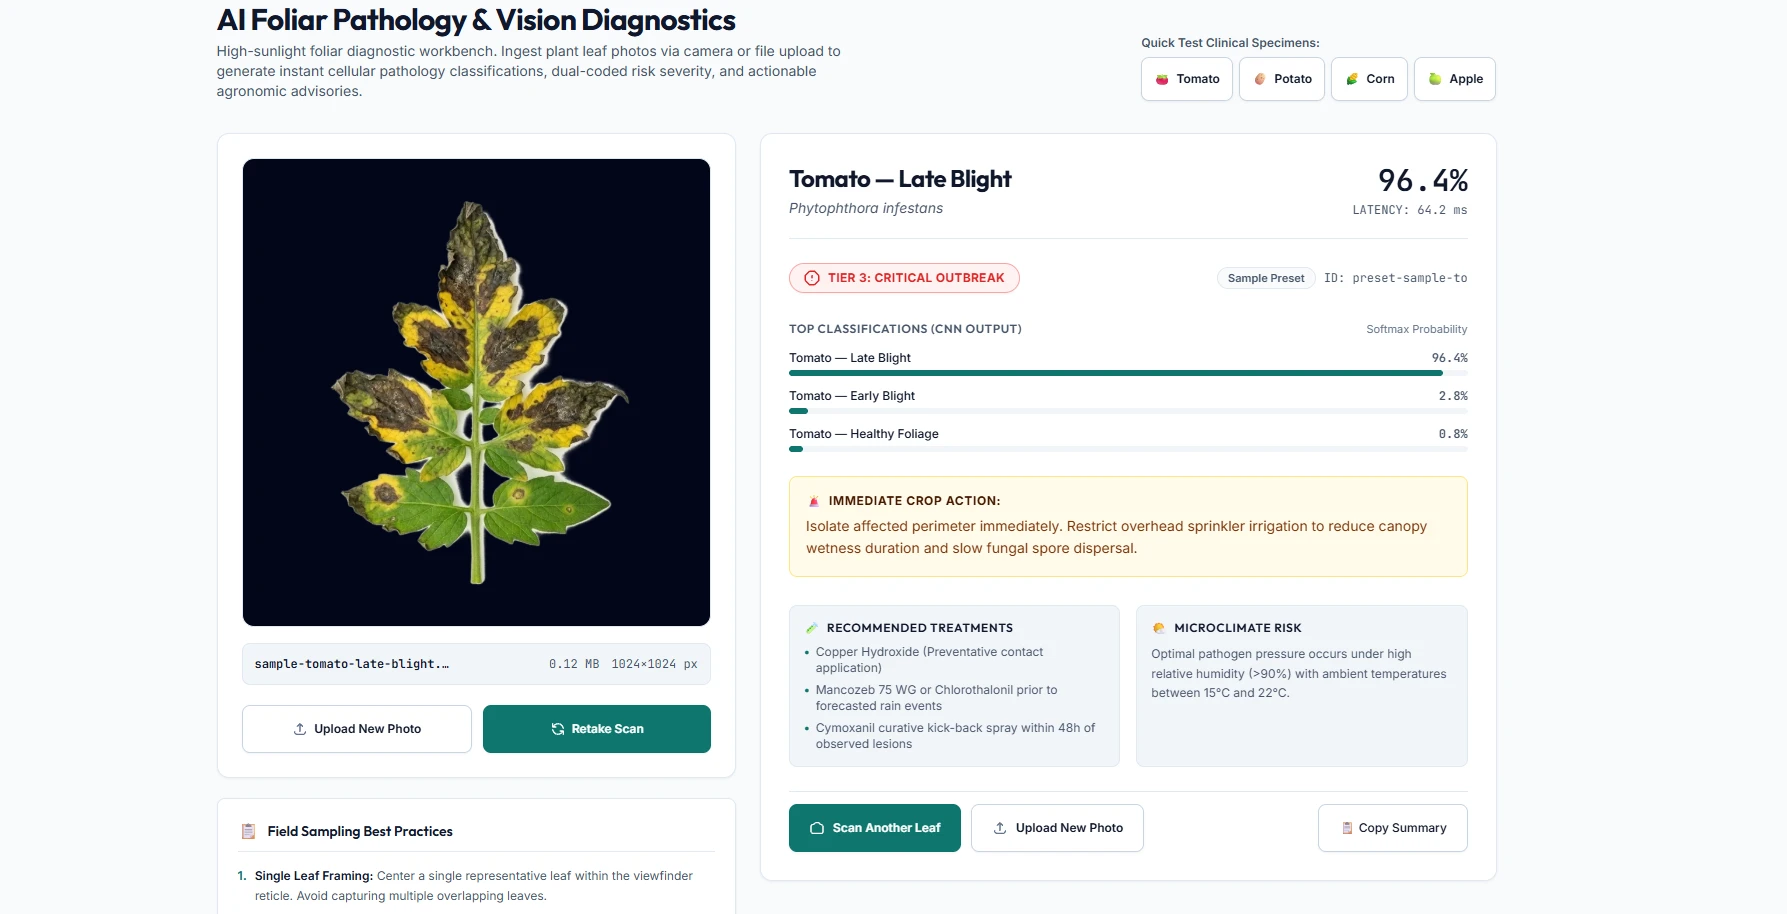 AI Foliar Pathology & Vision Diagnostics
High-sunlight foliar diagnostic workbench. Ingest plant leaf photos via camera or file upload to
generate instant cellular pathology classifications, dual-coded risk severity, and actionable
agronomic advisories.
Quick Test Clinical Specimens:
Tomato
Potato
Corn
Apple
sample-tomato-late-blight.…
0.12 MB
1024×1024 px
Upload New Photo
Retake Scan
Field Sampling Best Practices
1. Single Leaf Framing: Center a single representative leaf within the viewfinder
reticle. Avoid capturing multiple overlapping leaves.
Tomato — Late Blight
Phytophthora infestans
96.4%
LATENCY: 64.2 ms
TIER 3: CRITICAL OUTBREAK
Sample Preset
ID: preset-sample-to
TOP CLASSIFICATIONS (CNN OUTPUT)
Softmax Probability
Tomato — Late Blight
96.4%
Tomato — Early Blight
2.8%
Tomato — Healthy Foliage
0.8%
IMMEDIATE CROP ACTION:
Isolate affected perimeter immediately. Restrict overhead sprinkler irrigation to reduce canopy
wetness duration and slow fungal spore dispersal.
RECOMMENDED TREATMENTS
• Copper Hydroxide (Preventative contact
application)
• Mancozeb 75 WG or Chlorothalonil prior to
forecasted rain events
• Cymoxanil curative kick-back spray within 48h of
observed lesions
MICROCLIMATE RISK
Optimal pathogen pressure occurs under high
relative humidity (>90%) with ambient temperatures
between 15°C and 22°C.
Scan Another Leaf
Upload New Photo
Copy Summary